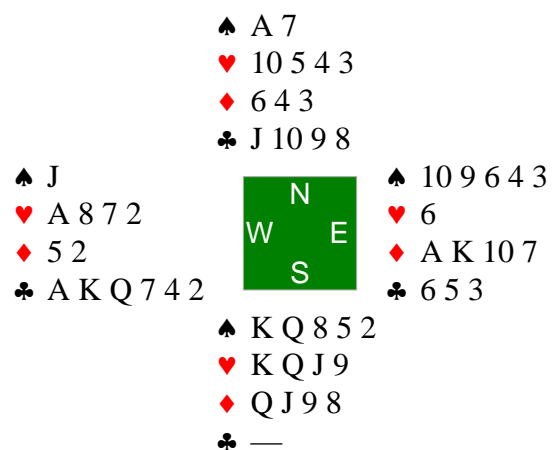 ♠ A 7
♥ 10 5 4 3
♦ 6 4 3
♣ J 10 9 8
♠ J
♥ A 8 7 2
♦ 5 2
♣ A K Q 7 4 2
N
W E
S
♠ 10 9 6 4 3
♥ 6
♦ A K 10 7
♣ 6 5 3
♠ K Q 8 5 2
♥ K Q J 9
♦ Q J 9 8
♣ —